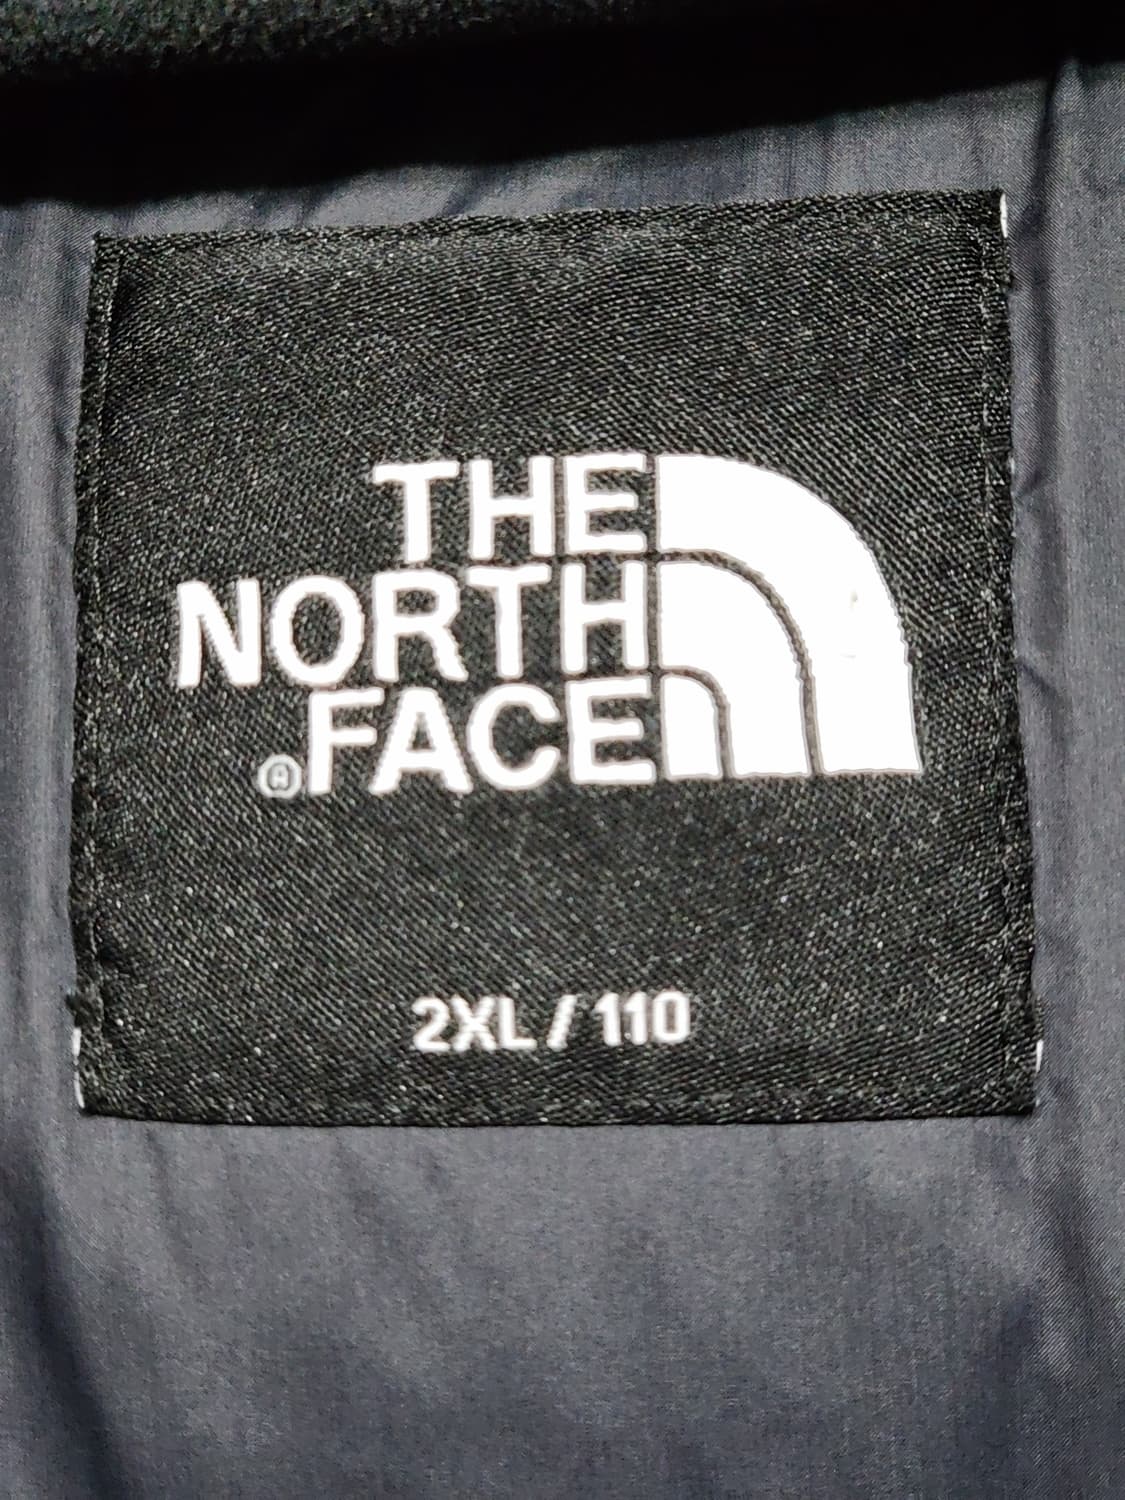 THE
NORTH
®FACE
2XL / 110